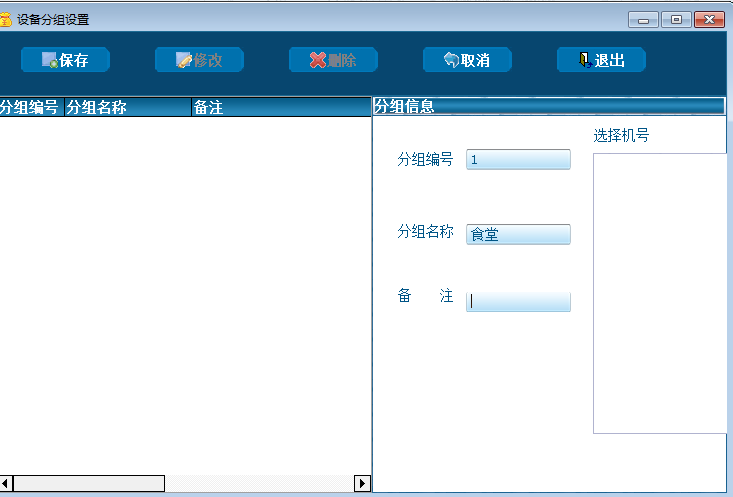 设备分组设置
保存 修改 删除 取消 退出
分组编号 分组名称 备注
分组信息
选择机号
分组编号 1
分组名称 食堂
备 注